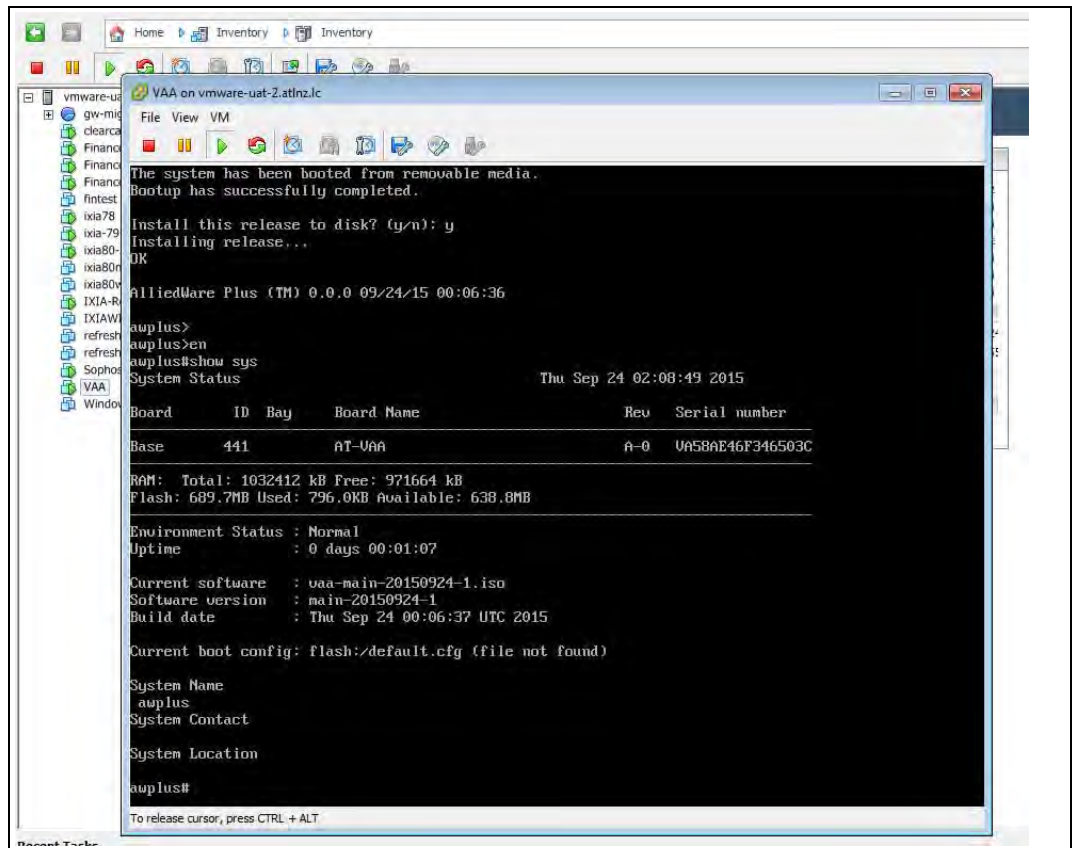 Home Inventory Inventory
VAA on vmware-uat-2.atlnz.lc
File View VM
vmware-ua
gw-mig
clearca
Financ
Financ
Financ
fintest
ixia78
ixia-79
ixia80-
ixia80n
ixia80v
IXIA-R
IXIAWI
refresh
refresh
Sophos
VAA
Window
The system has been booted from removable media.
Bootup has successfully completed.
Install this release to disk? (y/n): y
Installing release...
OK
AlliedWare Plus (TM) 0.0.0 09/24/15 00:06:36
awplus>
awplus>en
awplus#show sys
System Status Thu Sep 24 02:08:49 2015
Board ID Bay Board Name Rev Serial number
Base 441 AT-VAA A-0 VA58AE46F346503C
RAM: Total: 1032412 kB Free: 971664 kB
Flash: 689.7MB Used: 796.0KB Available: 638.8MB
Environment Status : Normal
Uptime : 0 days 00:01:07
Current software : vaa-main-20150924-1.iso
Software version : main-20150924-1
Build date : Thu Sep 24 00:06:37 UTC 2015
Current boot config: flash:/default.cfg (file not found)
System Name
awplus
System Contact
System Location
awplus#
To release cursor, press CTRL + ALT
Recent Tasks